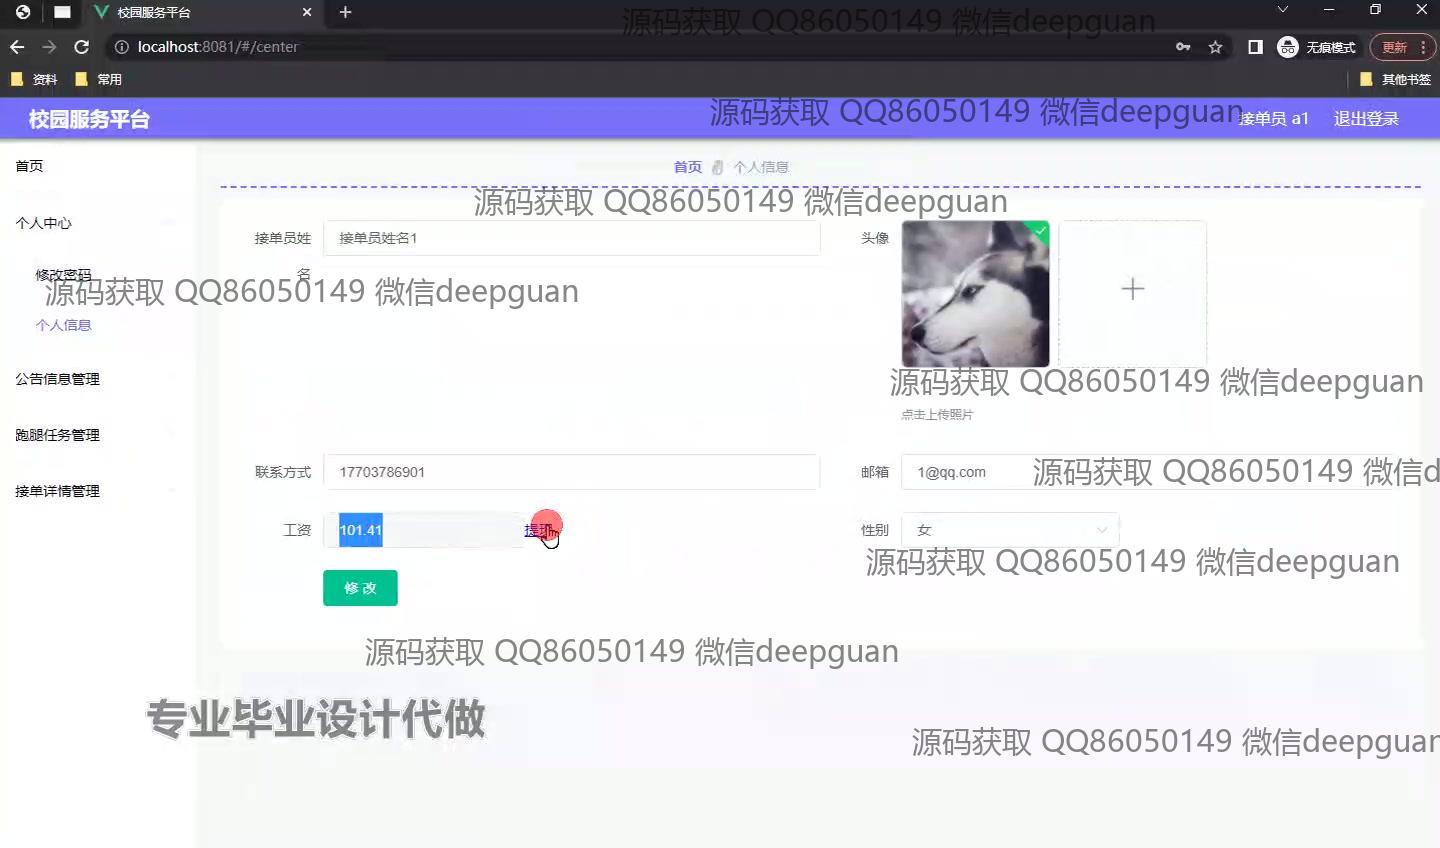 校园服务平台
源码获取 QQ86050149 微信deepguan
localhost:8081/#/center
无痕模式
更新
资料
常用
其他书签
校园服务平台
源码获取 QQ86050149 微信deepguan
接单员 a1
退出登录
首页
首页
个人信息
源码获取 QQ86050149 微信deepguan
个人中心
接单员姓名
接单员姓名1
头像
修改密码
源码获取 QQ86050149 微信deepguan
个人信息
公告信息管理
源码获取 QQ86050149 微信deepguan
点击上传照片
跑腿任务管理
联系方式
17703786901
邮箱
1@qq.com
源码获取 QQ86050149 微信d
接单详情管理
工资
101.41
提现
性别
女
源码获取 QQ86050149 微信deepguan
修改
源码获取 QQ86050149 微信deepguan
专业毕业设计代做
源码获取 QQ86050149 微信deepguan